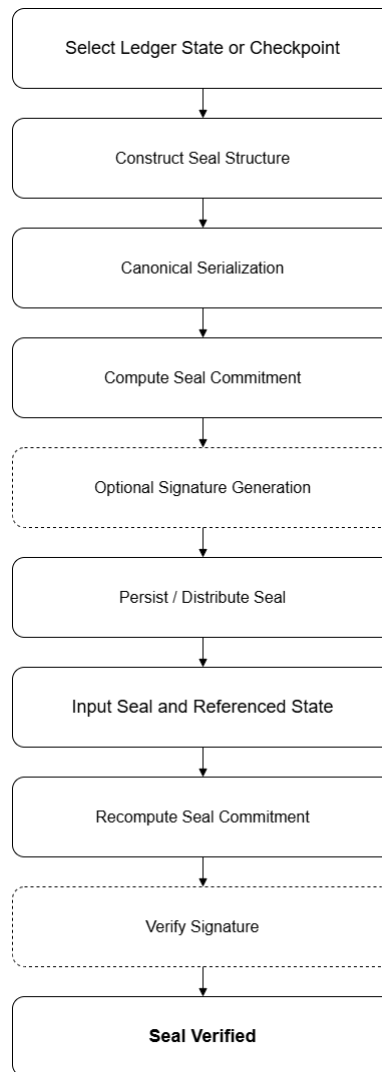 Select Ledger State or Checkpoint
Construct Seal Structure
Canonical Serialization
Compute Seal Commitment
Optional Signature Generation
Persist / Distribute Seal
Input Seal and Referenced State
Recompute Seal Commitment
Verify Signature
Seal Verified